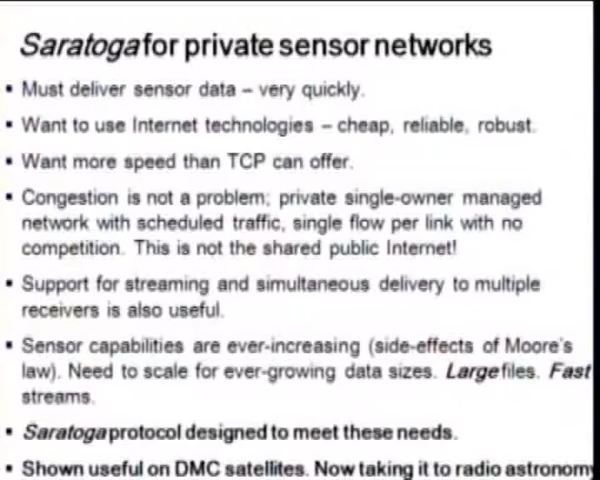 Saratoga for private sensor networks
▪ Must deliver sensor data – very quickly.
▪ Want to use Internet technologies – cheap, reliable, robust.
▪ Want more speed than TCP can offer.
▪ Congestion is not a problem; private single-owner managed
network with scheduled traffic, single flow per link with no
competition. This is not the shared public Internet!
▪ Support for streaming and simultaneous delivery to multiple
receivers is also useful.
▪ Sensor capabilities are ever-increasing (side-effects of Moore's
law). Need to scale for ever-growing data sizes. Large files. Fast
streams.
▪ Saratoga protocol designed to meet these needs.
▪ Shown useful on DMC satellites. Now taking it to radio astronomy